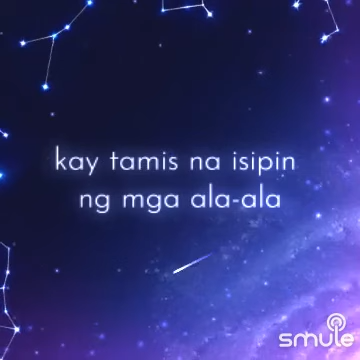 kay tamis na isipin
ng mga ala-ala
smule